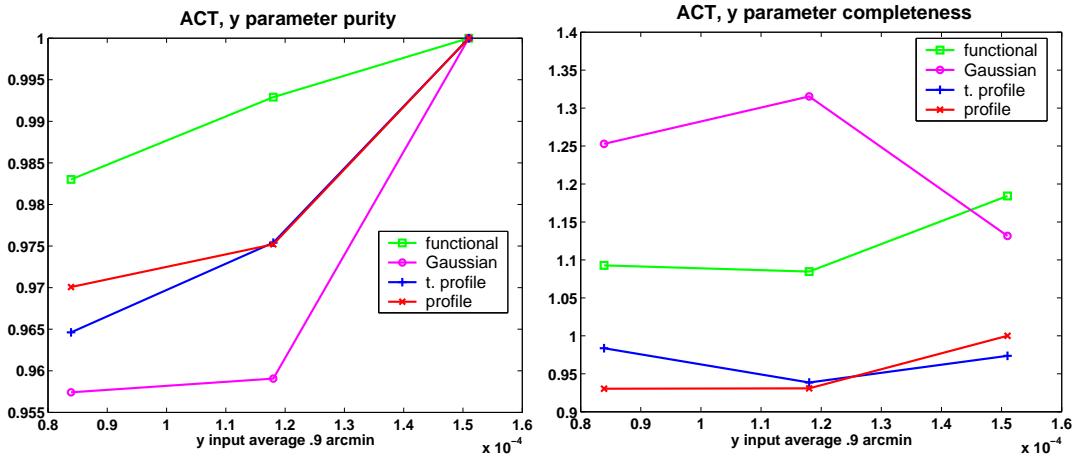 ACT, y parameter purity
1
0.995
0.99
0.985
0.98
0.975
0.97
0.965
0.96
0.955
0.8
0.9
1
1.1
1.2
1.3
1.4
1.5
1.6
y input average .9 arcmin
x 10⁻⁴
functional
Gaussian
t. profile
profile
ACT, y parameter completeness
1.4
1.35
1.3
1.25
1.2
1.15
1.1
1.05
1
0.95
0.9
0.8
0.9
1
1.1
1.2
1.3
1.4
1.5
1.6
y input average .9 arcmin
x 10⁻⁴
functional
Gaussian
t. profile
profile